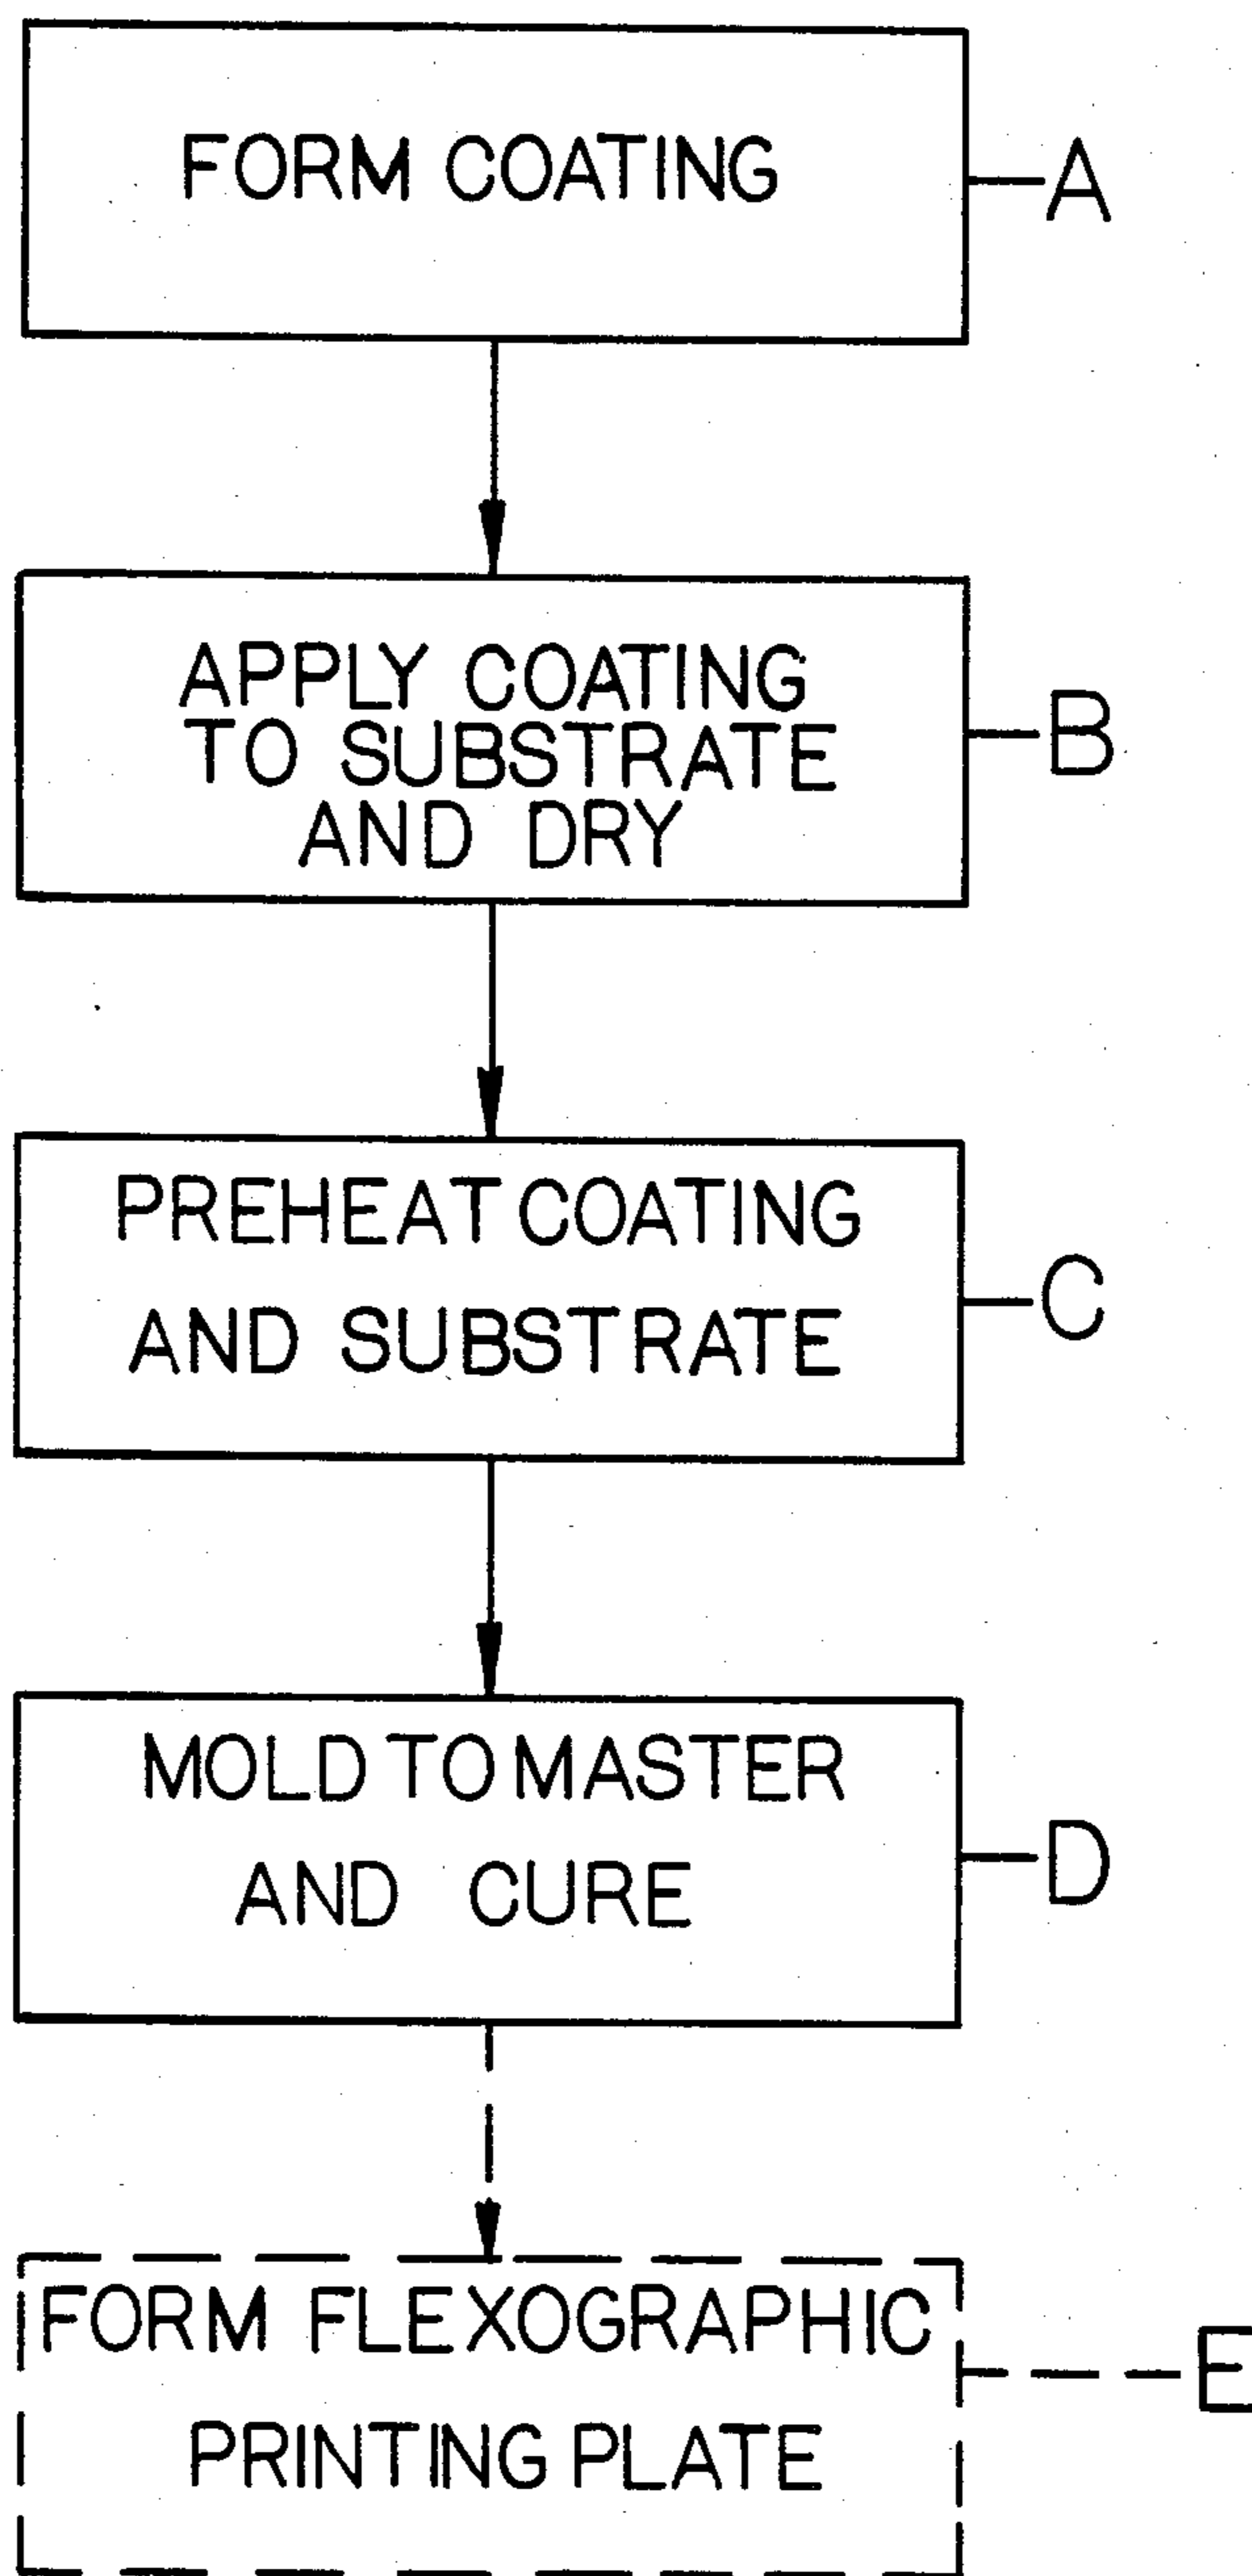 FORM COATING
A
APPLY COATING
TO SUBSTRATE
AND DRY
B
PREHEAT COATING
AND SUBSTRATE
C
MOLD TO MASTER
AND CURE
D
FORM FLEXOGRAPHIC
PRINTING PLATE
E